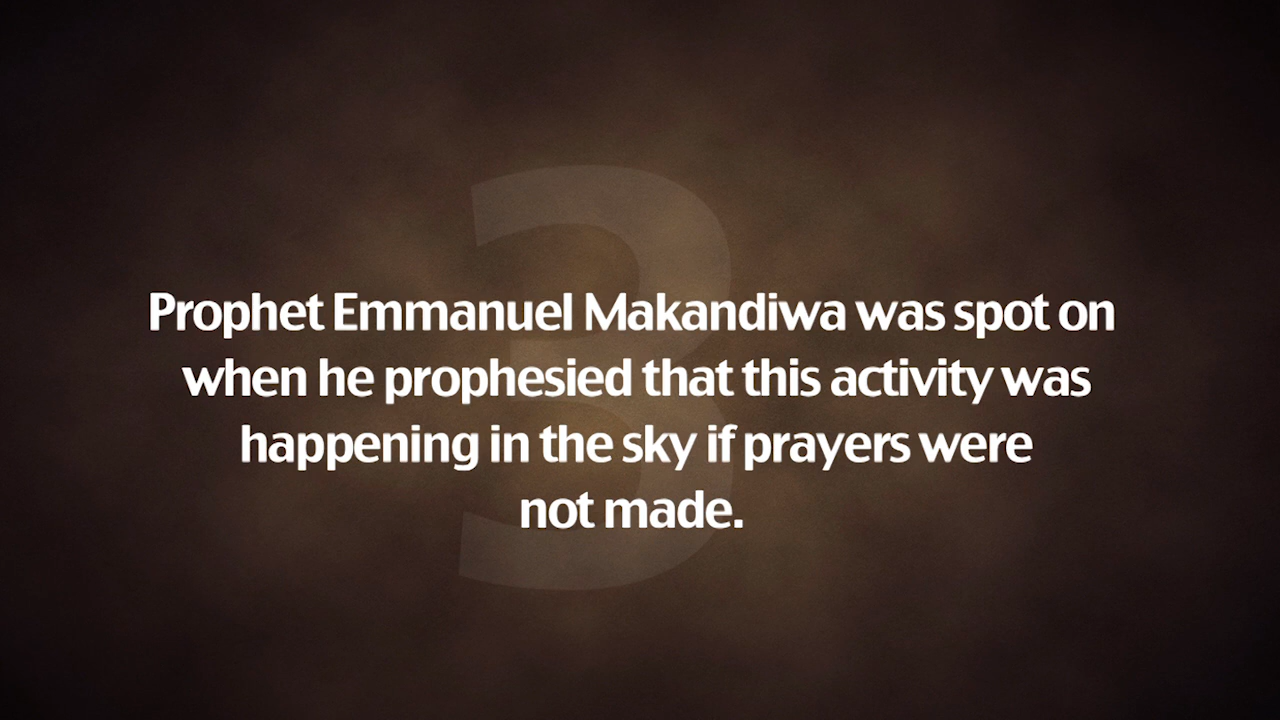 3
Prophet Emmanuel Makandiwa was spot on
when he prophesied that this activity was
happening in the sky if prayers were
not made.